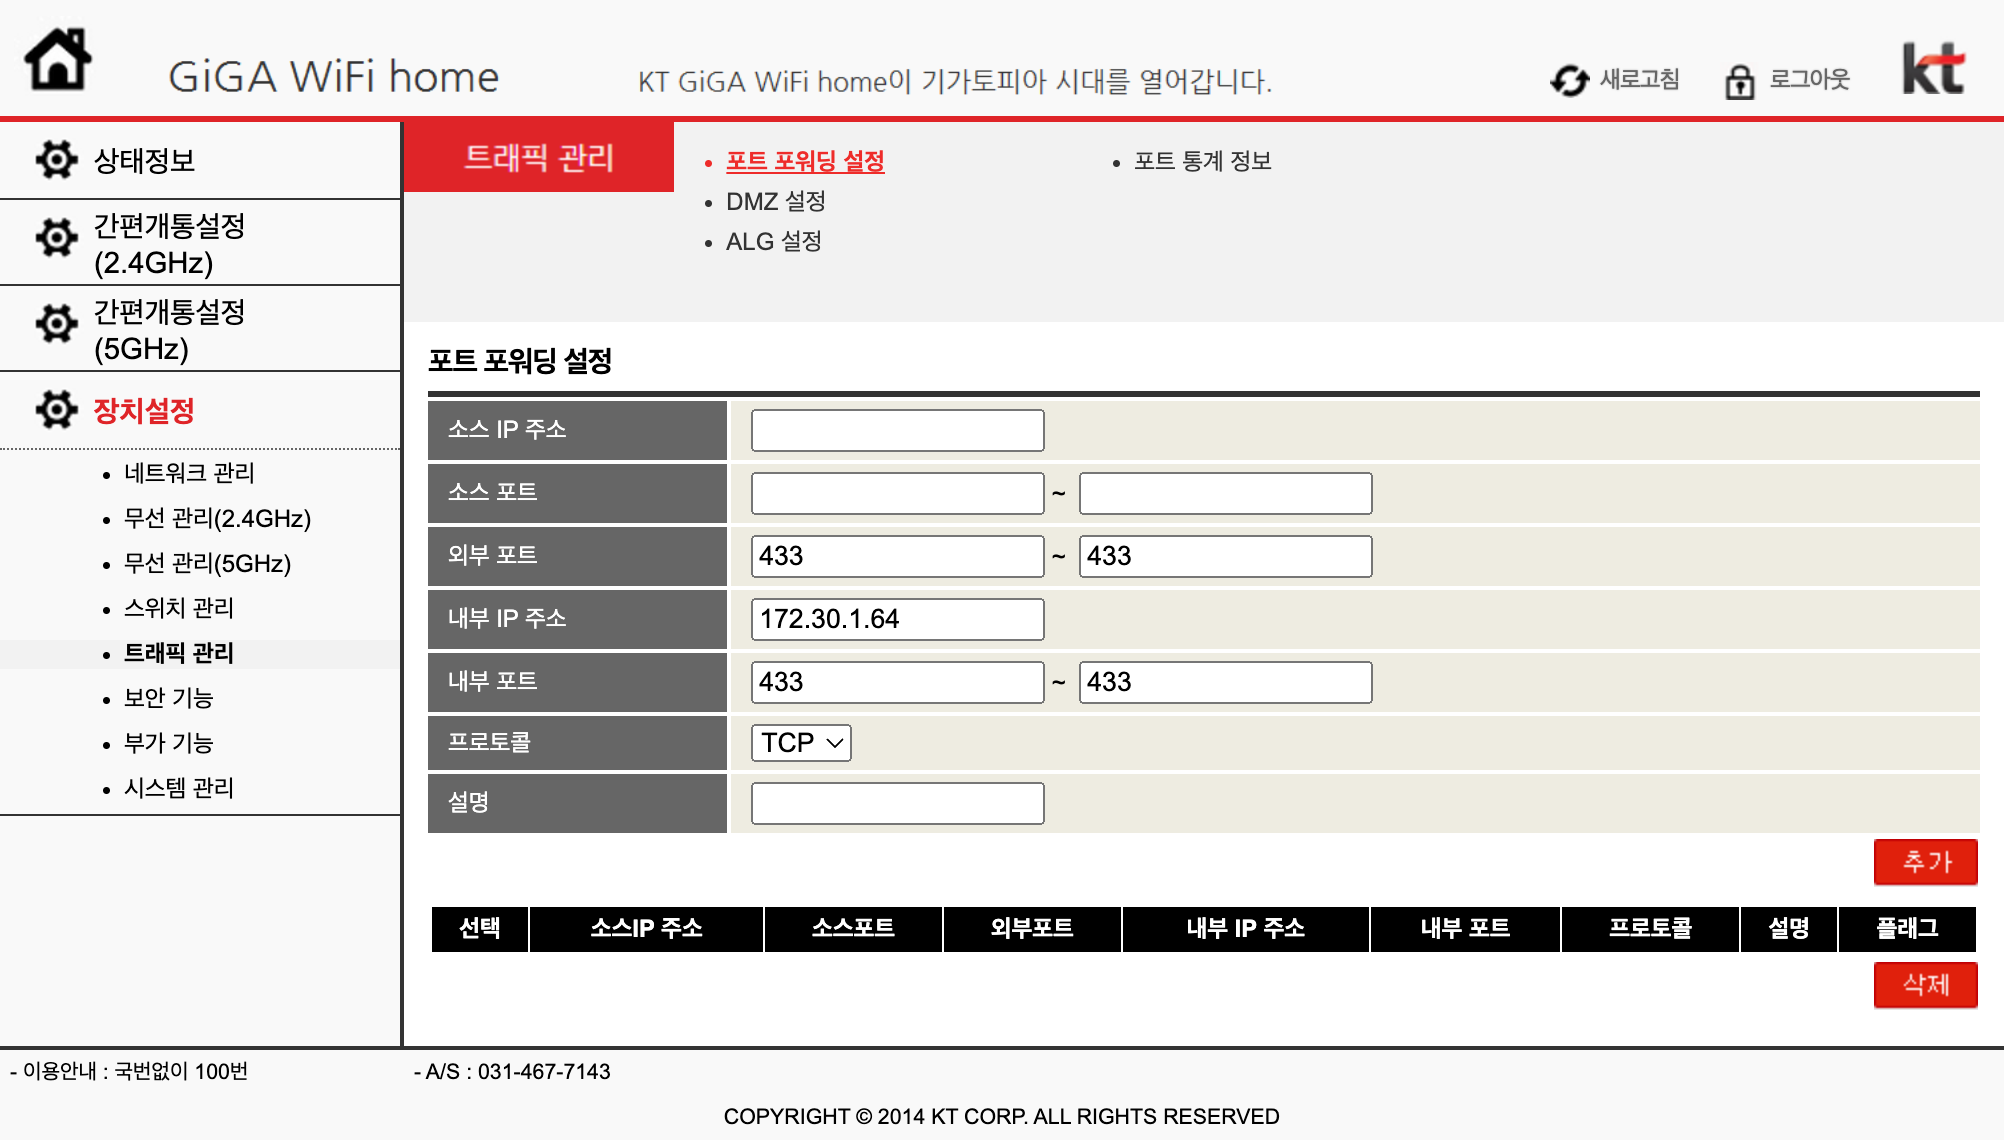 GiGA WiFi home
KT GiGA WiFi home이 기가토피아 시대를 열어갑니다.
새로고침
로그아웃
kt
상태정보
간편개통설정
(2.4GHz)
간편개통설정
(5GHz)
장치설정
• 네트워크 관리
• 무선 관리(2.4GHz)
• 무선 관리(5GHz)
• 스위치 관리
• 트래픽 관리
• 보안 기능
• 부가 기능
• 시스템 관리
트래픽 관리
• 포트 포워딩 설정
• DMZ 설정
• ALG 설정
• 포트 통계 정보
포트 포워딩 설정
소스 IP 주소
소스 포트 ~
외부 포트 433 ~ 433
내부 IP 주소 172.30.1.64
내부 포트 433 ~ 433
프로토콜 TCP
설명
추가
선택 소스IP 주소 소스포트 외부포트 내부 IP 주소 내부 포트 프로토콜 설명 플래그
삭제
- 이용안내 : 국번없이 100번 - A/S : 031-467-7143
COPYRIGHT © 2014 KT CORP. ALL RIGHTS RESERVED